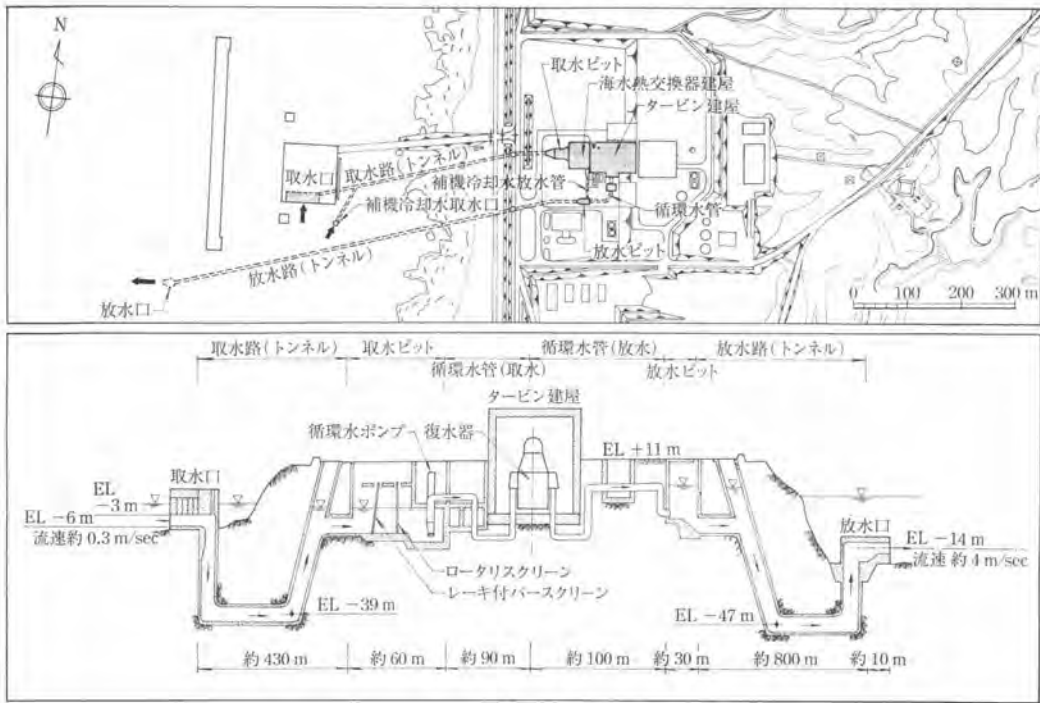 N
取水ピット
海水熱交換器建屋
タービン建屋
取水口
取水路(トンネル)
補機冷却水放水管
補機冷却水取水口
循環水管
放水路(トンネル)
放水ピット
放水口
0 100 200 300 m
取水路(トンネル) 取水ピット 循環水管(放水) 放水路(トンネル)
循環水管(取水) 放水ピット
タービン建屋
循環水ポンプ 復水器
EL +11 m
取水口
EL
-3 m
EL -6 m
流速約 0.3 m/sec
放水口
EL -14 m
流速 約 4 m/sec
ロータリスクリーン
レーキ付バースクリーン
EL -39 m
EL -47 m
約 430 m 約 60 m 約 90 m 約 100 m 約 30 m 約 800 m 約 10 m